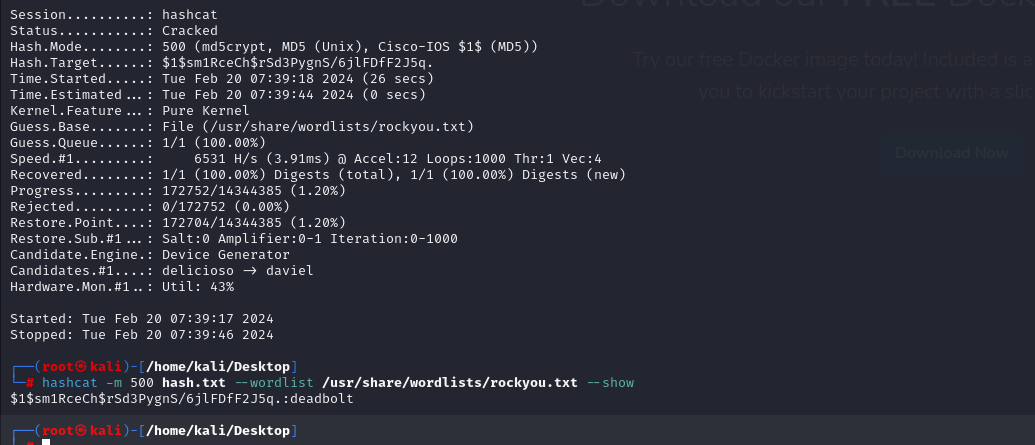 Download our FREE Dock
Session..........: hashcat
Status...........: Cracked
Hash.Mode........: 500 (md5crypt, MD5 (Unix), Cisco-IOS $1$ (MD5))
Hash.Target......: $1$sm1RceCh$rSd3PygnS/6jlFDfF2J5q.
Time.Started.....: Tue Feb 20 07:39:18 2024 (26 secs)
Time.Estimated...: Tue Feb 20 07:39:44 2024 (0 secs)
Kernel.Feature...: Pure Kernel
Guess.Base.......: File (/usr/share/wordlists/rockyou.txt)
Guess.Queue......: 1/1 (100.00%)
Speed.#1.........:     6531 H/s (3.91ms) @ Accel:12 Loops:1000 Thr:1 Vec:4
Recovered........: 1/1 (100.00%) Digests (total), 1/1 (100.00%) Digests (new)
Progress.........: 172752/14344385 (1.20%)
Rejected.........: 0/172752 (0.00%)
Restore.Point....: 172704/14344385 (1.20%)
Restore.Sub.#1...: Salt:0 Amplifier:0-1 Iteration:0-1000
Candidate.Engine.: Device Generator
Candidates.#1....: delicioso -> daviel
Hardware.Mon.#1..: Util: 43%
Try our free Docker image today! Included is a
you to kickstart your project with a slic
Download Now
Started: Tue Feb 20 07:39:17 2024
Stopped: Tue Feb 20 07:39:46 2024
┌──(root㉿kali)-[/home/kali/Desktop]
└─# hashcat -m 500 hash.txt --wordlist /usr/share/wordlists/rockyou.txt --show
$1$sm1RceCh$rSd3PygnS/6jlFDfF2J5q.:deadbolt
┌──(root㉿kali)-[/home/kali/Desktop]
└─#